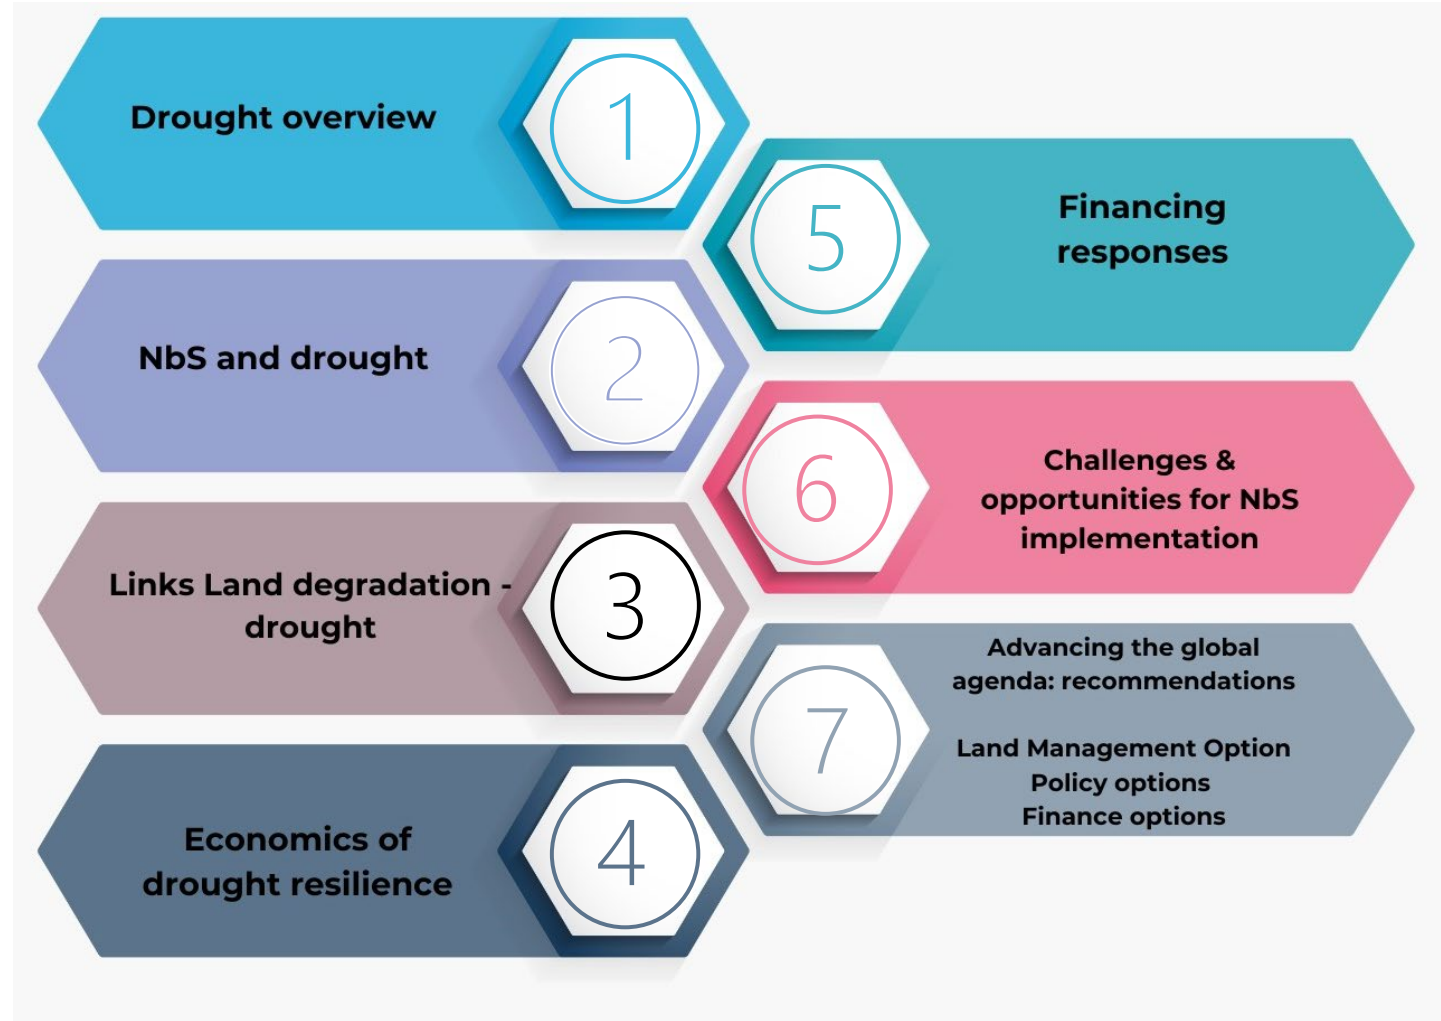 1
Drought overview
2
NbS and drought
3
Links Land degradation -
drought
4
Economics of
drought resilience
5
Financing
responses
6
Challenges &
opportunities for NbS
implementation
7
Advancing the global
agenda: recommendations
Land Management Option
Policy options
Finance options